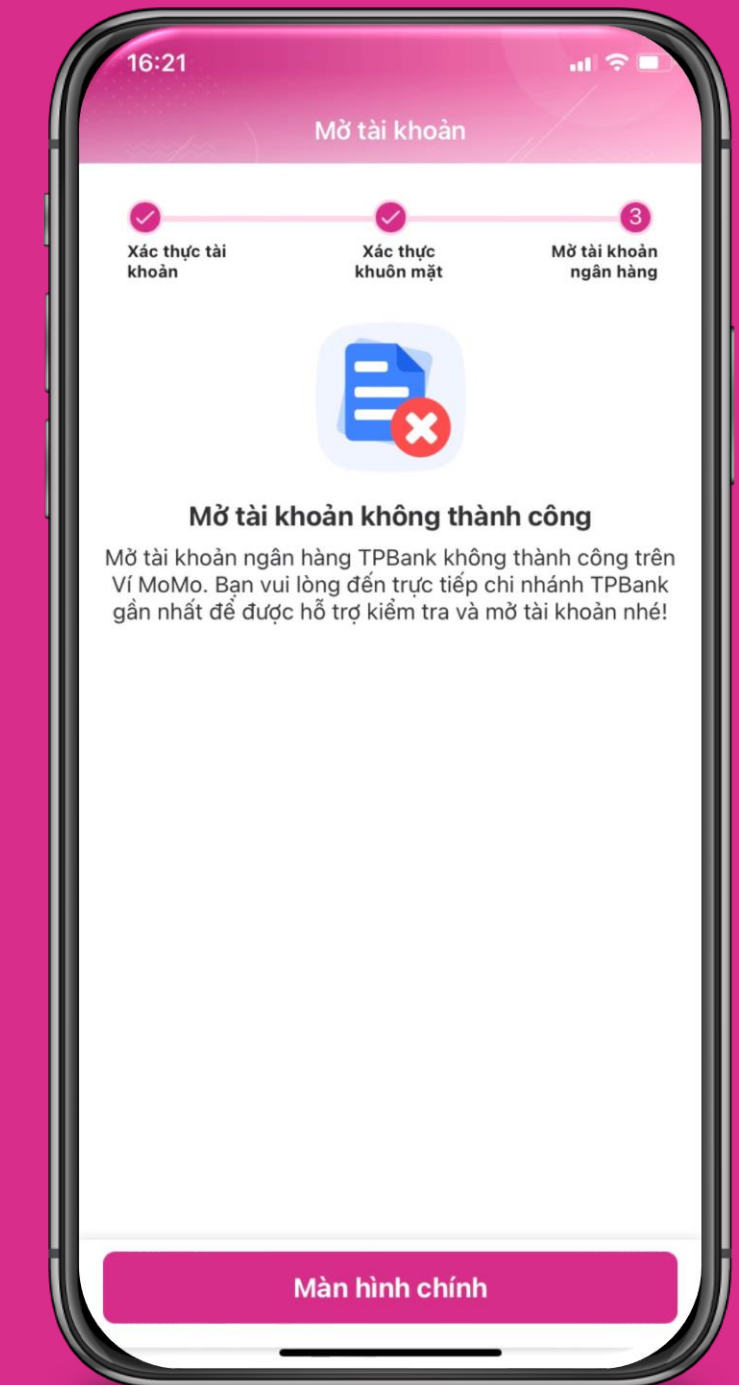 16:21
Mở tài khoản
3
Xác thực tài
khoản
Xác thực
khuôn mặt
Mở tài khoản
ngân hàng
Mở tài khoản không thành công
Mở tài khoản ngân hàng TPBank không thành công trên
Ví MoMo. Bạn vui lòng đến trực tiếp chi nhánh TPBank
gần nhất để được hỗ trợ kiểm tra và mở tài khoản nhé!
Màn hình chính